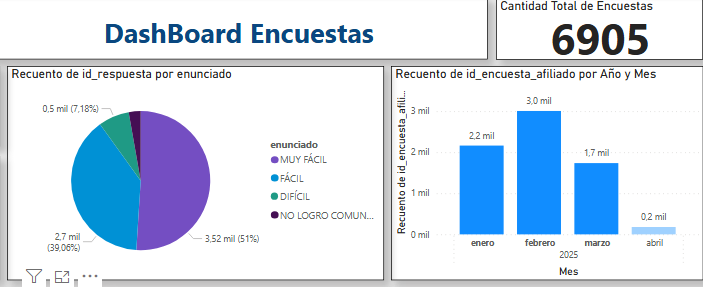 DashBoard Encuestas
Cantidad Total de Encuestas
6905
Recuento de id_respuesta por enunciado
0,5 mil (7,18%)
2,7 mil
(39,06%)
3,52 mil (51%)
enunciado
MUY FÁCIL
FÁCIL
DIFÍCIL
NO LOGRO COMUN...
Recuento de id_encuesta_afiliado por Año y Mes
Recuento de id_encuesta_afili...
3 mil
2 mil
1 mil
0 mil
2,2 mil
3,0 mil
1,7 mil
0,2 mil
enero
febrero
marzo
abril
2025
Mes